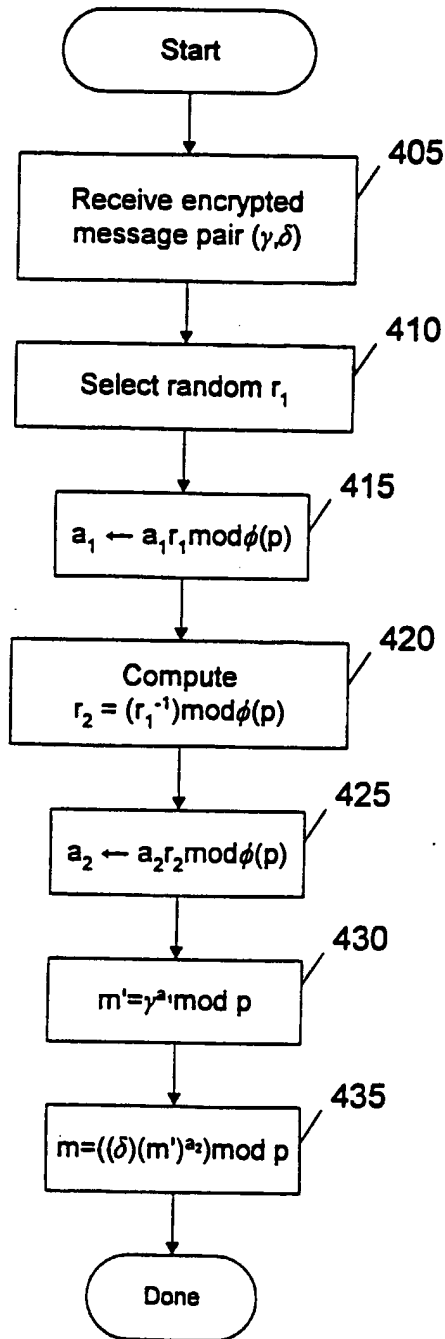 Start
405
Receive encrypted
message pair (γ,δ)
410
Select random r₁
415
a₁ ← a₁r₁modϕ(p)
420
Compute
r₂ = (r₁⁻¹)modϕ(p)
425
a₂ ← a₂r₂modϕ(p)
430
m'=γᵃ¹mod p
435
m=((δ)(m')ᵃ²)mod p
Done